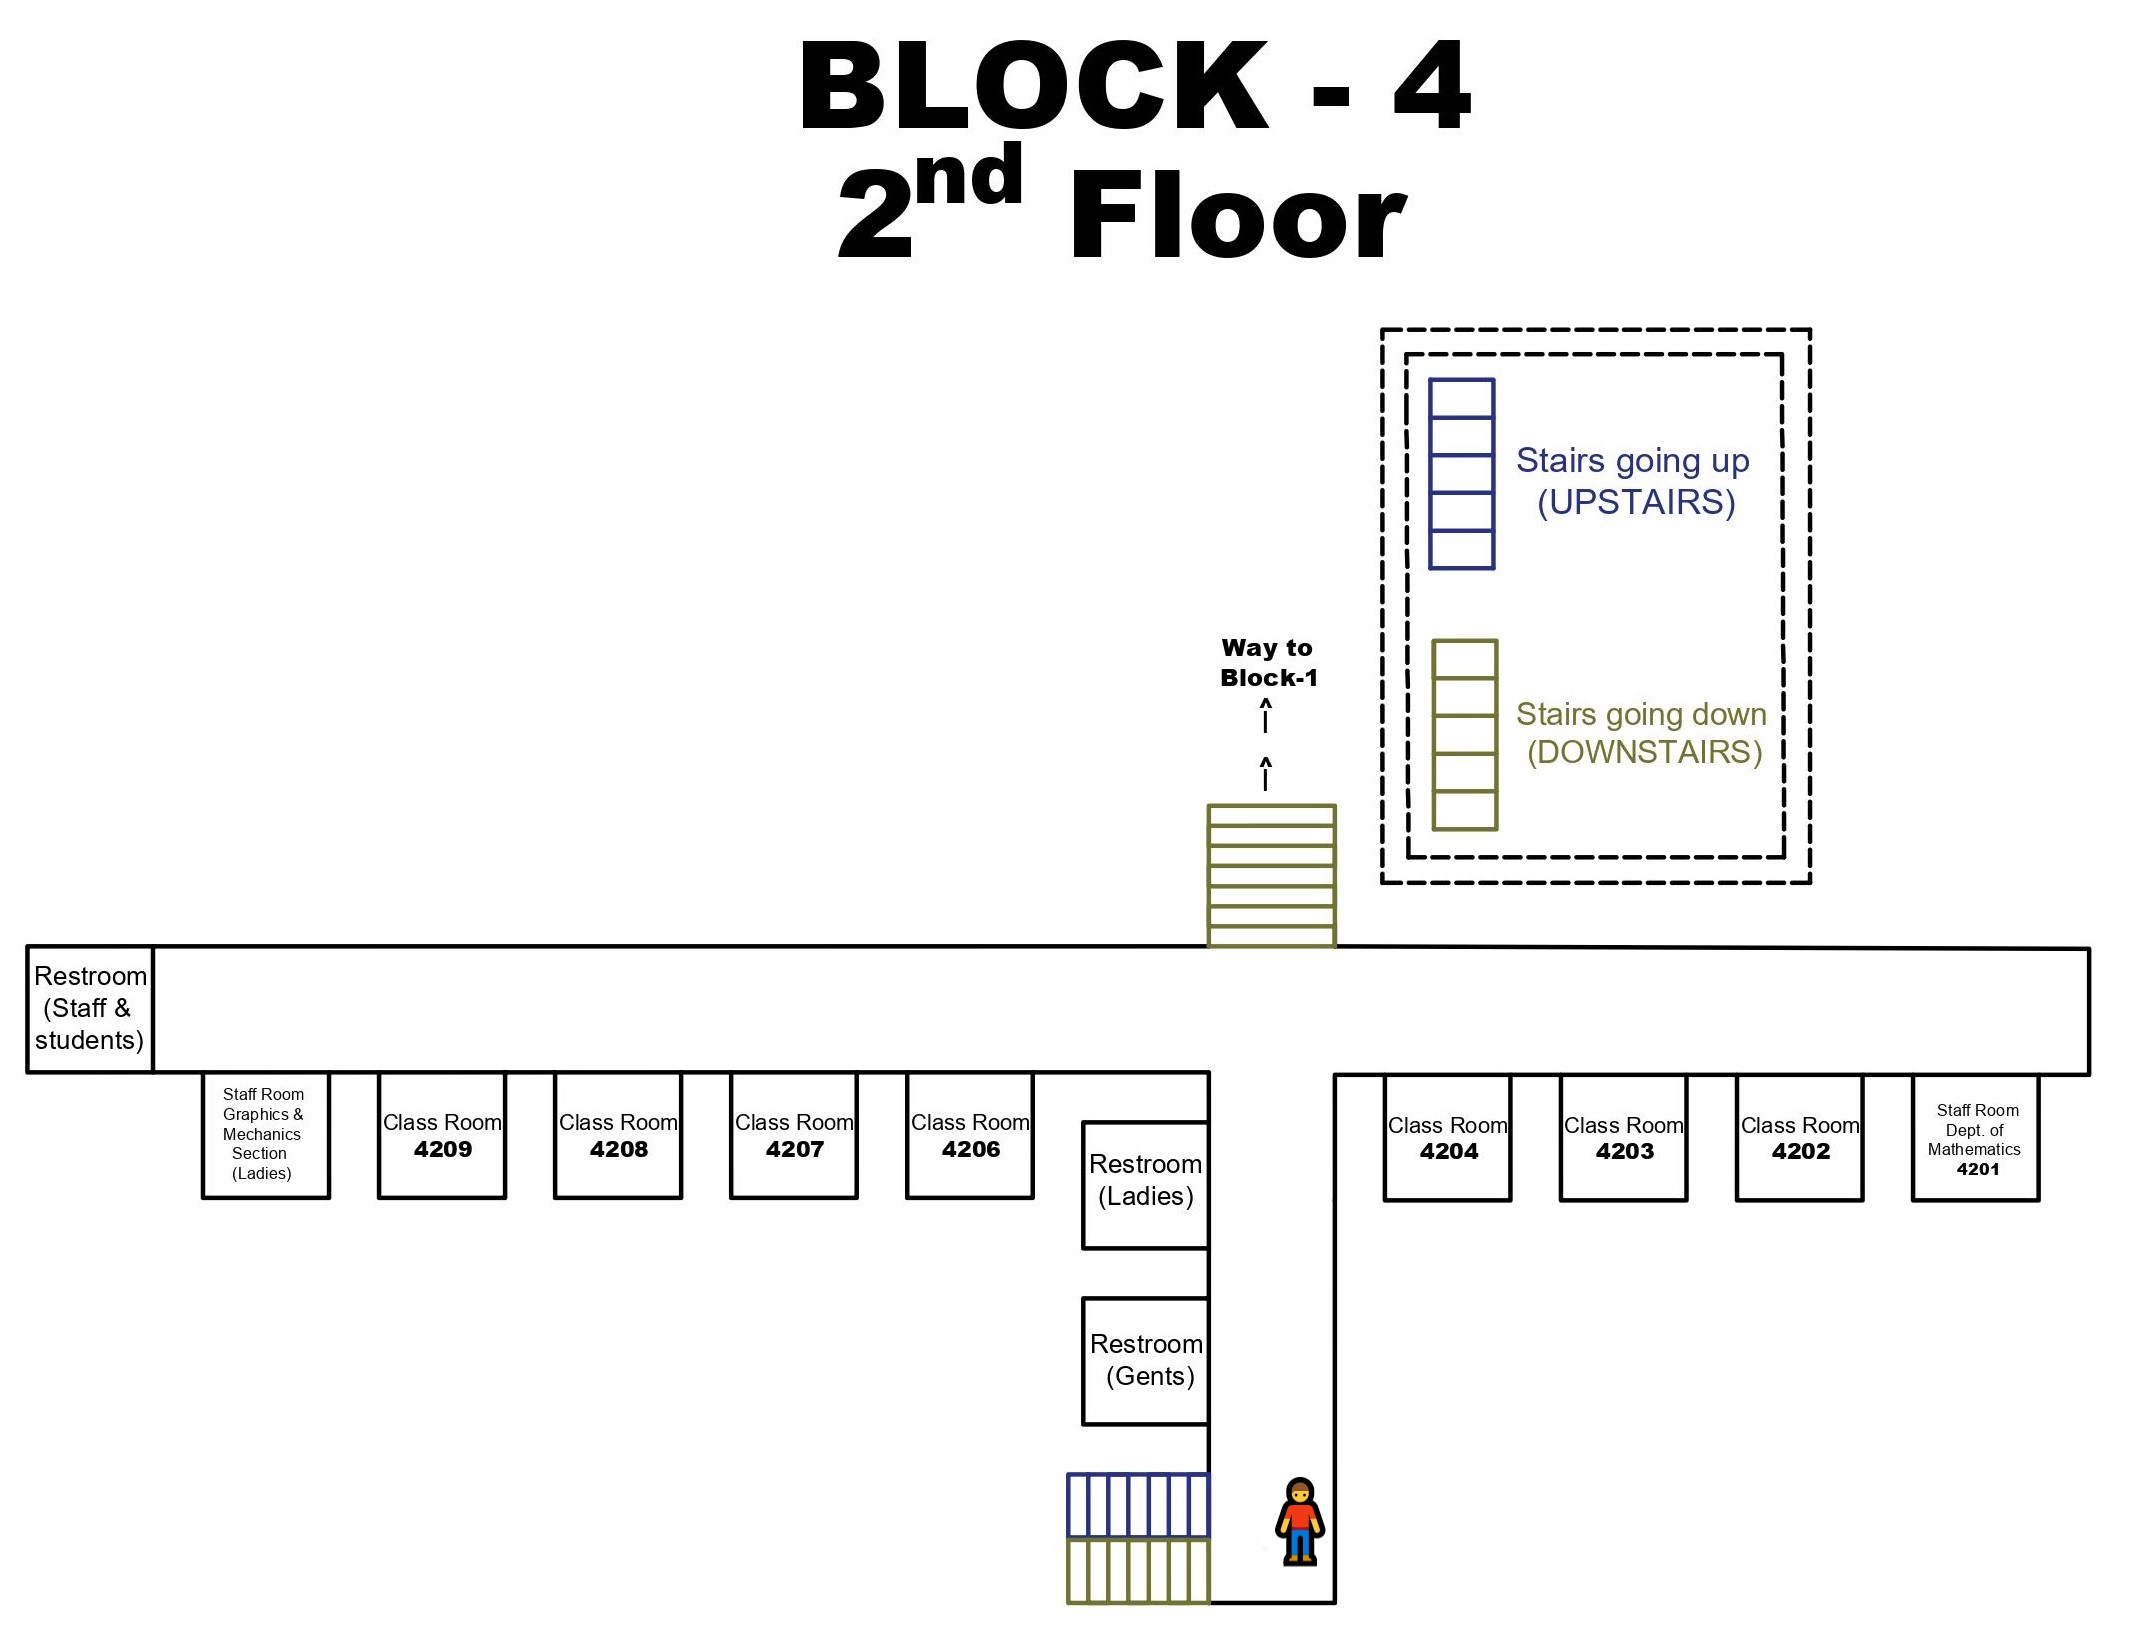 BLOCK - 4
2nd Floor
Stairs going up
(UPSTAIRS)
Stairs going down
(DOWNSTAIRS)
Way to
Block-1
Restroom
(Staff &
students)
Staff Room
Graphics &
Mechanics
Section
(Ladies)
Class Room
4209
Class Room
4208
Class Room
4207
Class Room
4206
Restroom
(Ladies)
Restroom
(Gents)
Class Room
4204
Class Room
4203
Class Room
4202
Staff Room
Dept. of
Mathematics
4201